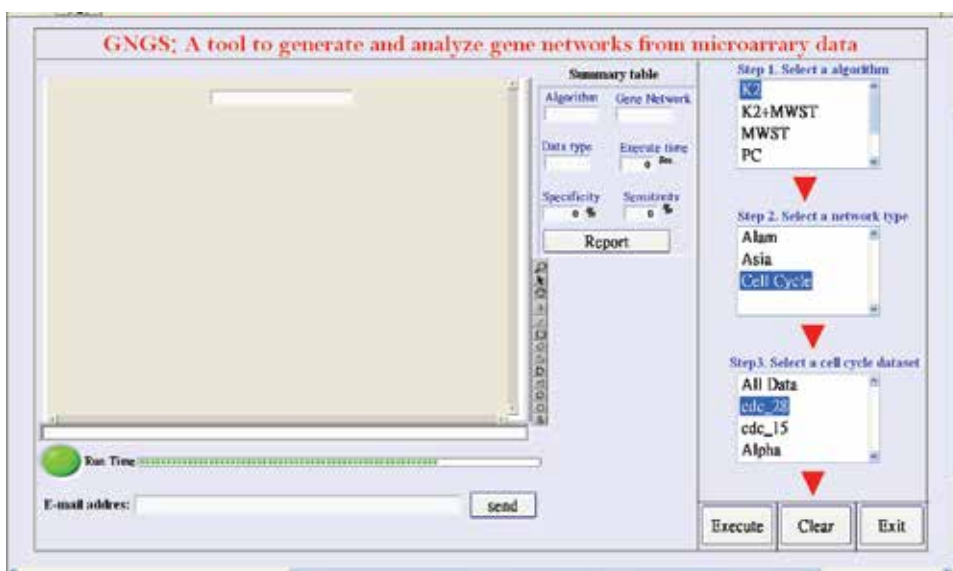 GNGS; A tool to generate and analyze gene networks from microarrary data
Summary table
Algorithm Gene Network
Data type Execute time
0 Sec.
Specificity Sensitivity
0 % 0 %
Report
Run Time
E-mail addres: send
Step 1. Select a algorithm
K2
K2+MWST
MWST
PC
Step 2. Select a network type
Alam
Asia
Cell Cycle
Step3. Select a cell cycle dataset
All Data
cdc_28
cdc_15
Alpha
Execute Clear Exit